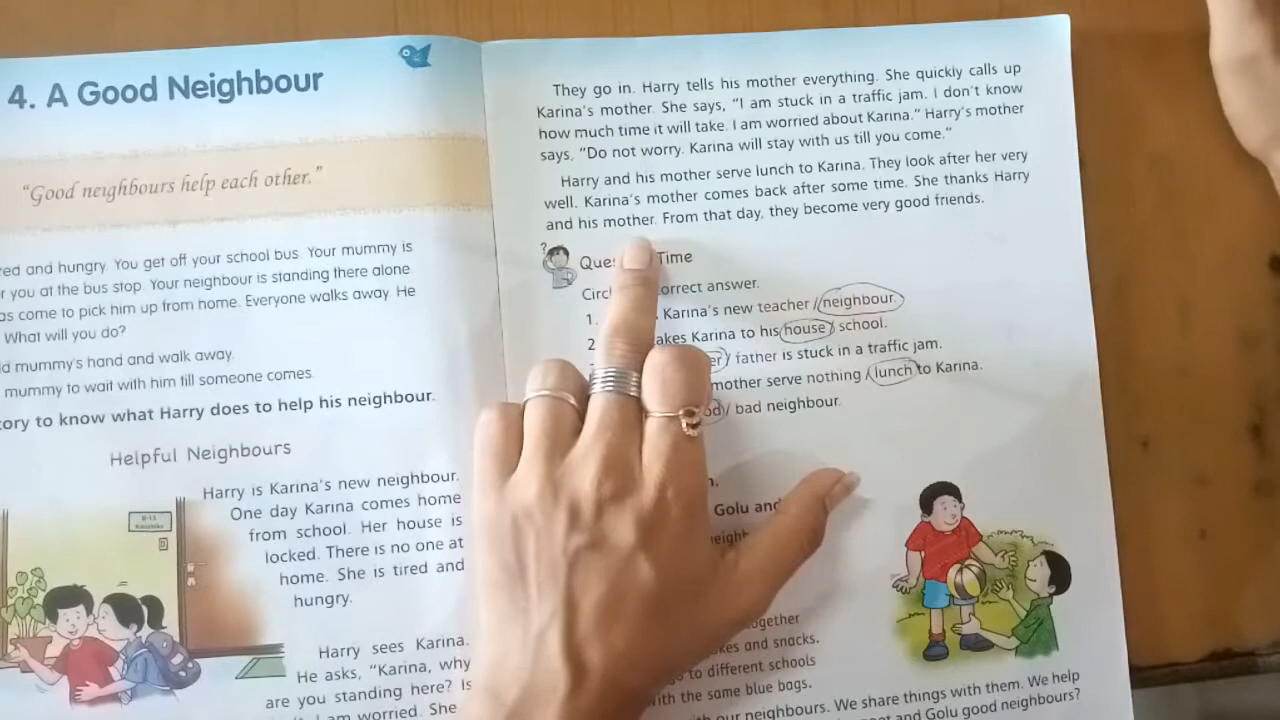 4. A Good Neighbour
"Good neighbours help each other."
red and hungry. You get off your school bus. Your mummy is
r you at the bus stop. Your neighbour is standing there alone.
as come to pick him up from home. Everyone walks away. He
What will you do?
d mummy's hand and walk away.
mummy to wait with him till someone comes.
tory to know what Harry does to help his neighbour.
Helpful Neighbours
Harry is Karina's new neighbour.
One day Karina comes home
from school. Her house is
locked. There is no one at
home. She is tired and
hungry.
Harry sees Karina.
He asks, "Karina, why
are you standing here? Is
I am worried. She
They go in. Harry tells his mother everything. She quickly calls up
Karina's mother. She says, "I am stuck in a traffic jam. I don't know
how much time it will take. I am worried about Karina." Harry's mother
says, "Do not worry. Karina will stay with us till you come."
Harry and his mother serve lunch to Karina. They look after her very
well. Karina's mother comes back after some time. She thanks Harry
and his mother. From that day, they become very good friends.
Ques Time
Circ orrect answer.
1. Karina's new teacher / neighbour.
2 akes Karina to his house / school.
er / father is stuck in a traffic jam.
mother serve nothing / lunch to Karina.
od / bad neighbour.
n.
Golu and
eighb
ogether
kes and snacks.
to different schools
ith the same blue bags.
our neighbours. We share things with them. We help
and Golu good neighbours?